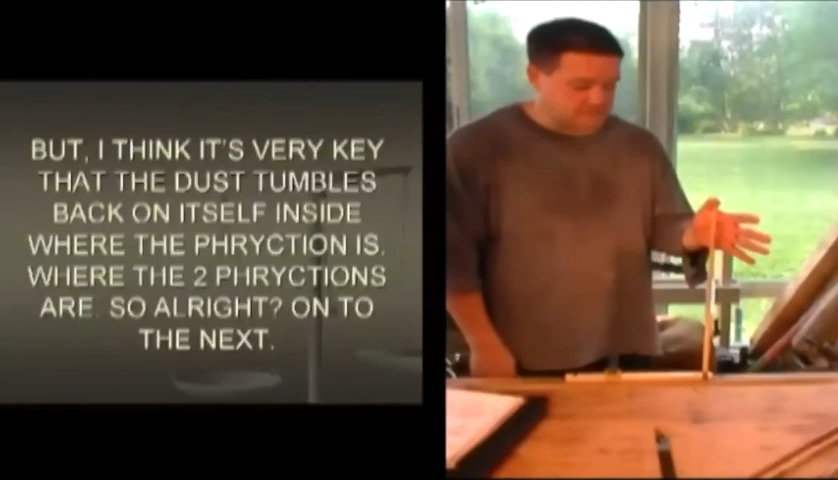 BUT, I THINK IT'S VERY KEY
THAT THE DUST TUMBLES
BACK ON ITSELF INSIDE
WHERE THE PHRYCTION IS.
WHERE THE 2 PHRYCTIONS
ARE. SO ALRIGHT? ON TO
THE NEXT.